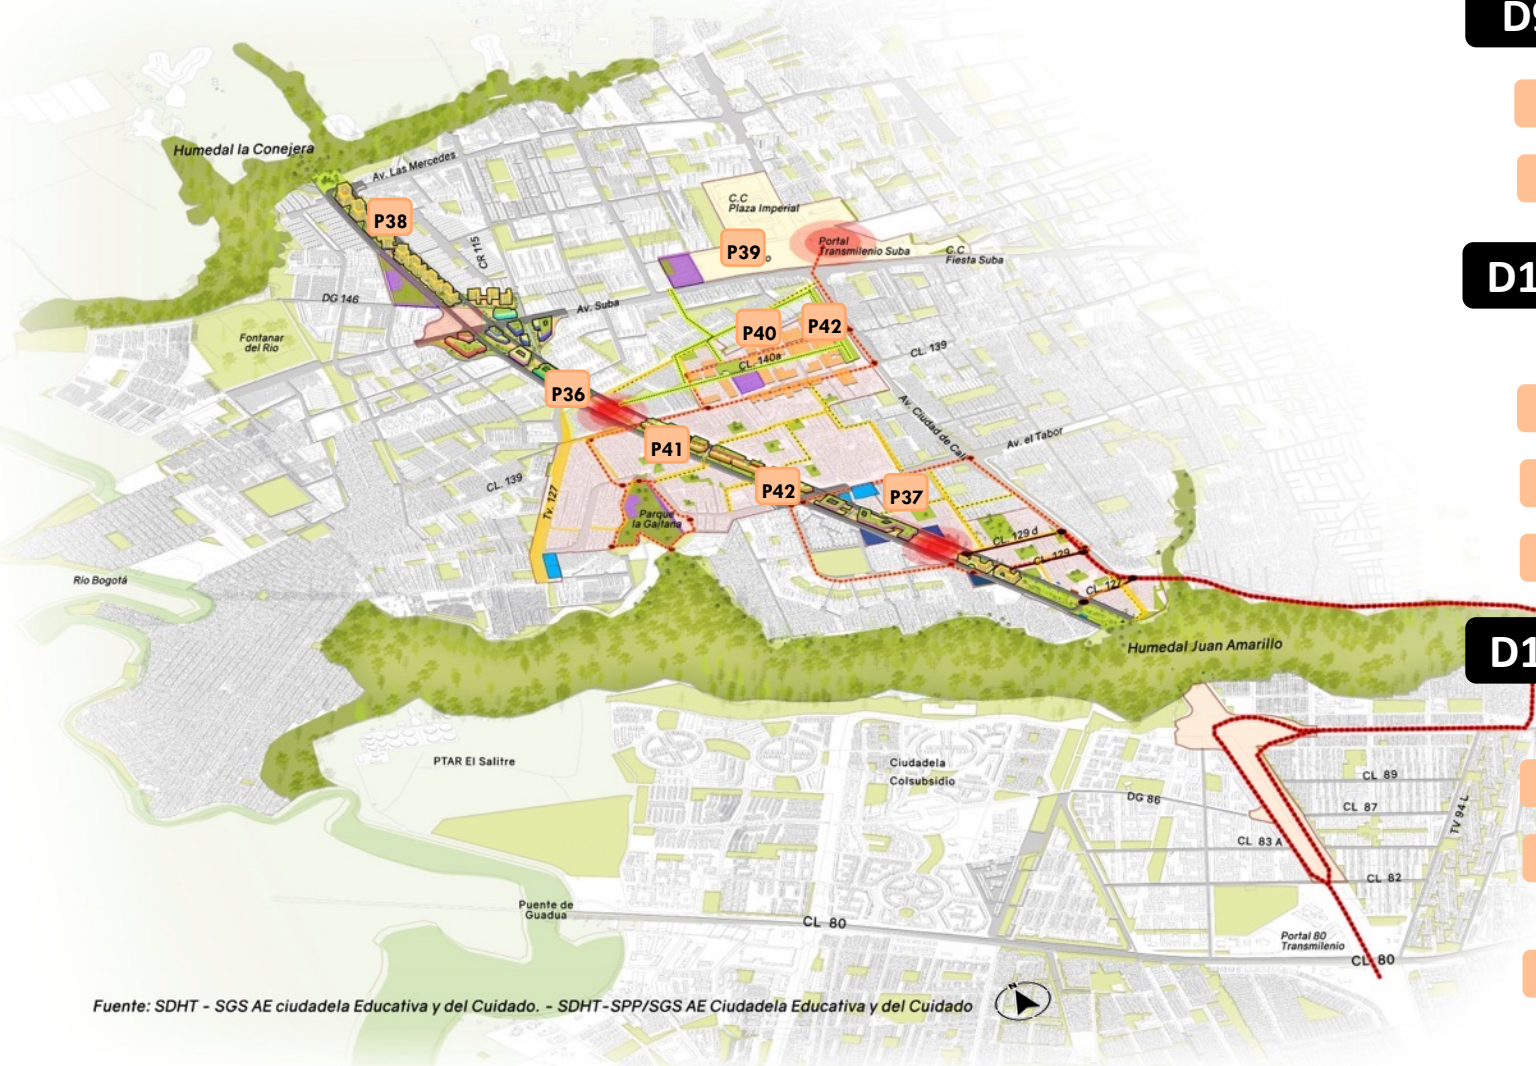 D
Humedal la Conejera
Av. Las Mercedes
P38
CR 115
C.C
Plaza Imperial
P39
Portal
Transmilenio Suba
C.C
Fiesta Suba
D1
DG 146
Av. Suba
Fontanar
del Río
P40
P42
CL. 140a
CL. 139
P36
Av. Ciudad de Cali
Av. el Tabor
P41
CL. 139
Tv. 127
P42
P37
Parque
la Gaitana
CL. 129 d
CL. 129
CL. 127
Río Bogotá
Humedal Juan Amarillo
D1
PTAR El Salitre
Ciudadela
Colsubsidio
CL 89
DG 86
CL 87
TV 94 L
CL 83 A
CL 82
Puente de
Guadua
CL 80
Portal 80
Transmilenio
CL 80
N
Fuente: SDHT - SGS AE ciudadela Educativa y del Cuidado. - SDHT-SPP/SGS AE Ciudadela Educativa y del Cuidado